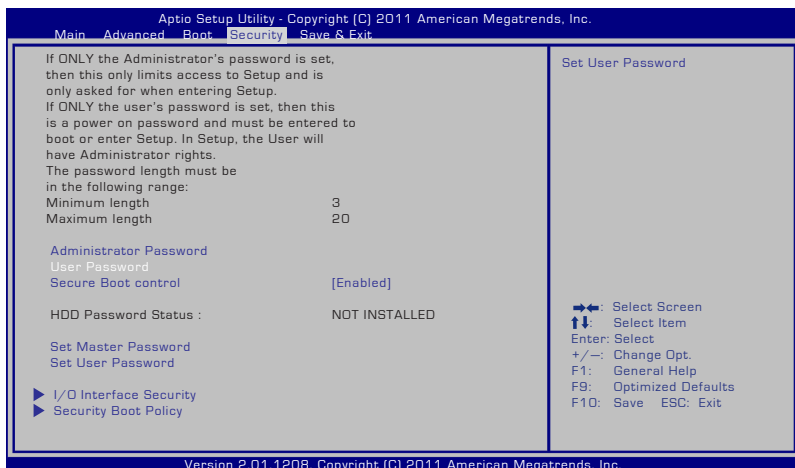 Aptio Setup Utility - Copyright (C) 2011 American Megatrends, Inc.
Main Advanced Boot Security Save & Exit
If ONLY the Administrator's password is set,
then this only limits access to Setup and is
only asked for when entering Setup.
If ONLY the user's password is set, then this
is a power on password and must be entered to
boot or enter Setup. In Setup, the User will
have Administrator rights.
The password length must be
in the following range:
Minimum length 3
Maximum length 20
Administrator Password
User Password
Secure Boot control [Enabled]
HDD Password Status : NOT INSTALLED
Set Master Password
Set User Password
I/O Interface Security
Security Boot Policy
Set User Password
→←: Select Screen
↑↓: Select Item
Enter: Select
+/—: Change Opt.
F1: General Help
F9: Optimized Defaults
F10: Save ESC: Exit
Version 2.01.1208. Copyright (C) 2011 American Megatrends, Inc.